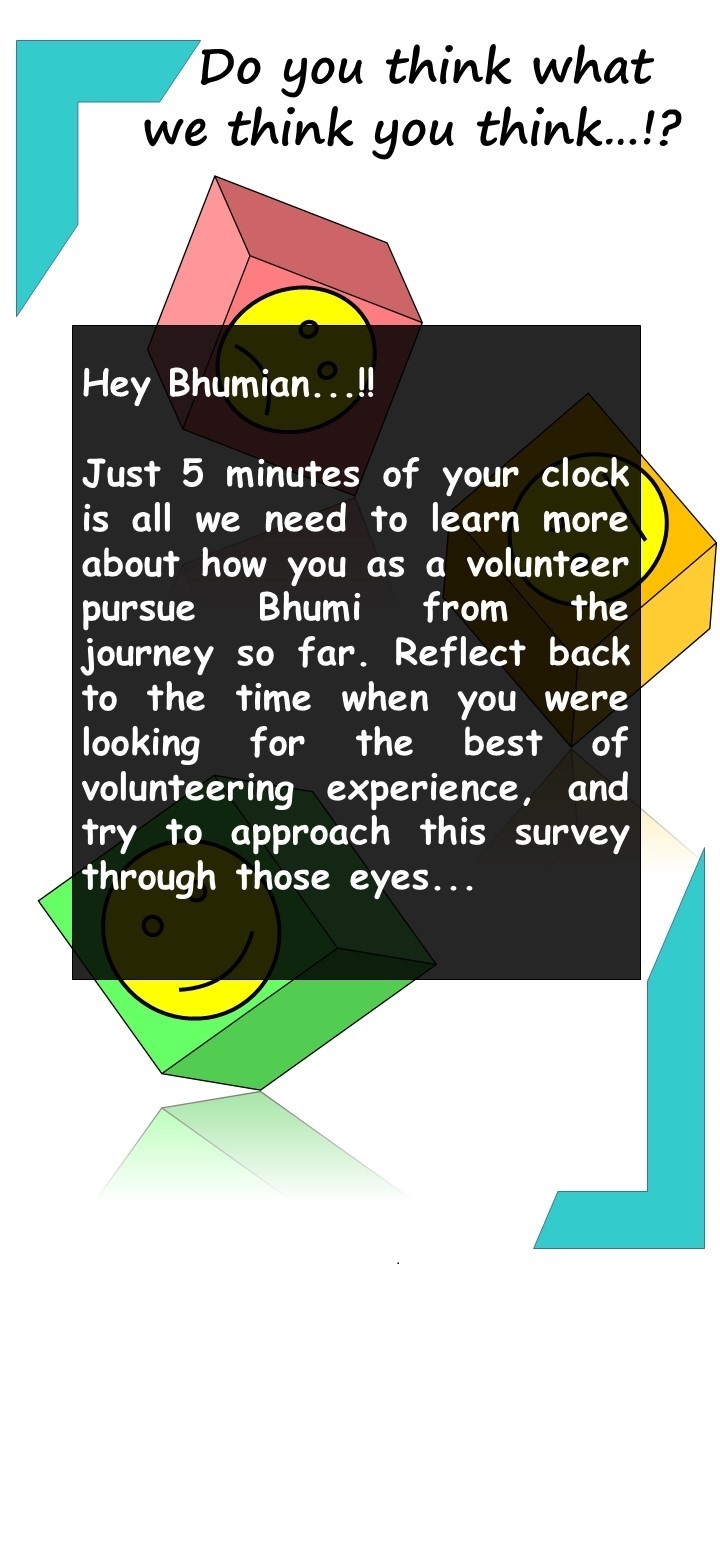 Do you think what
we think you think...!?
Hey Bhumian...!!
Just 5 minutes of your clock
is all we need to learn more
about how you as a volunteer
pursue Bhumi from the
journey so far. Reflect back
to the time when you were
looking for the best of
volunteering experience, and
try to approach this survey
through those eyes...